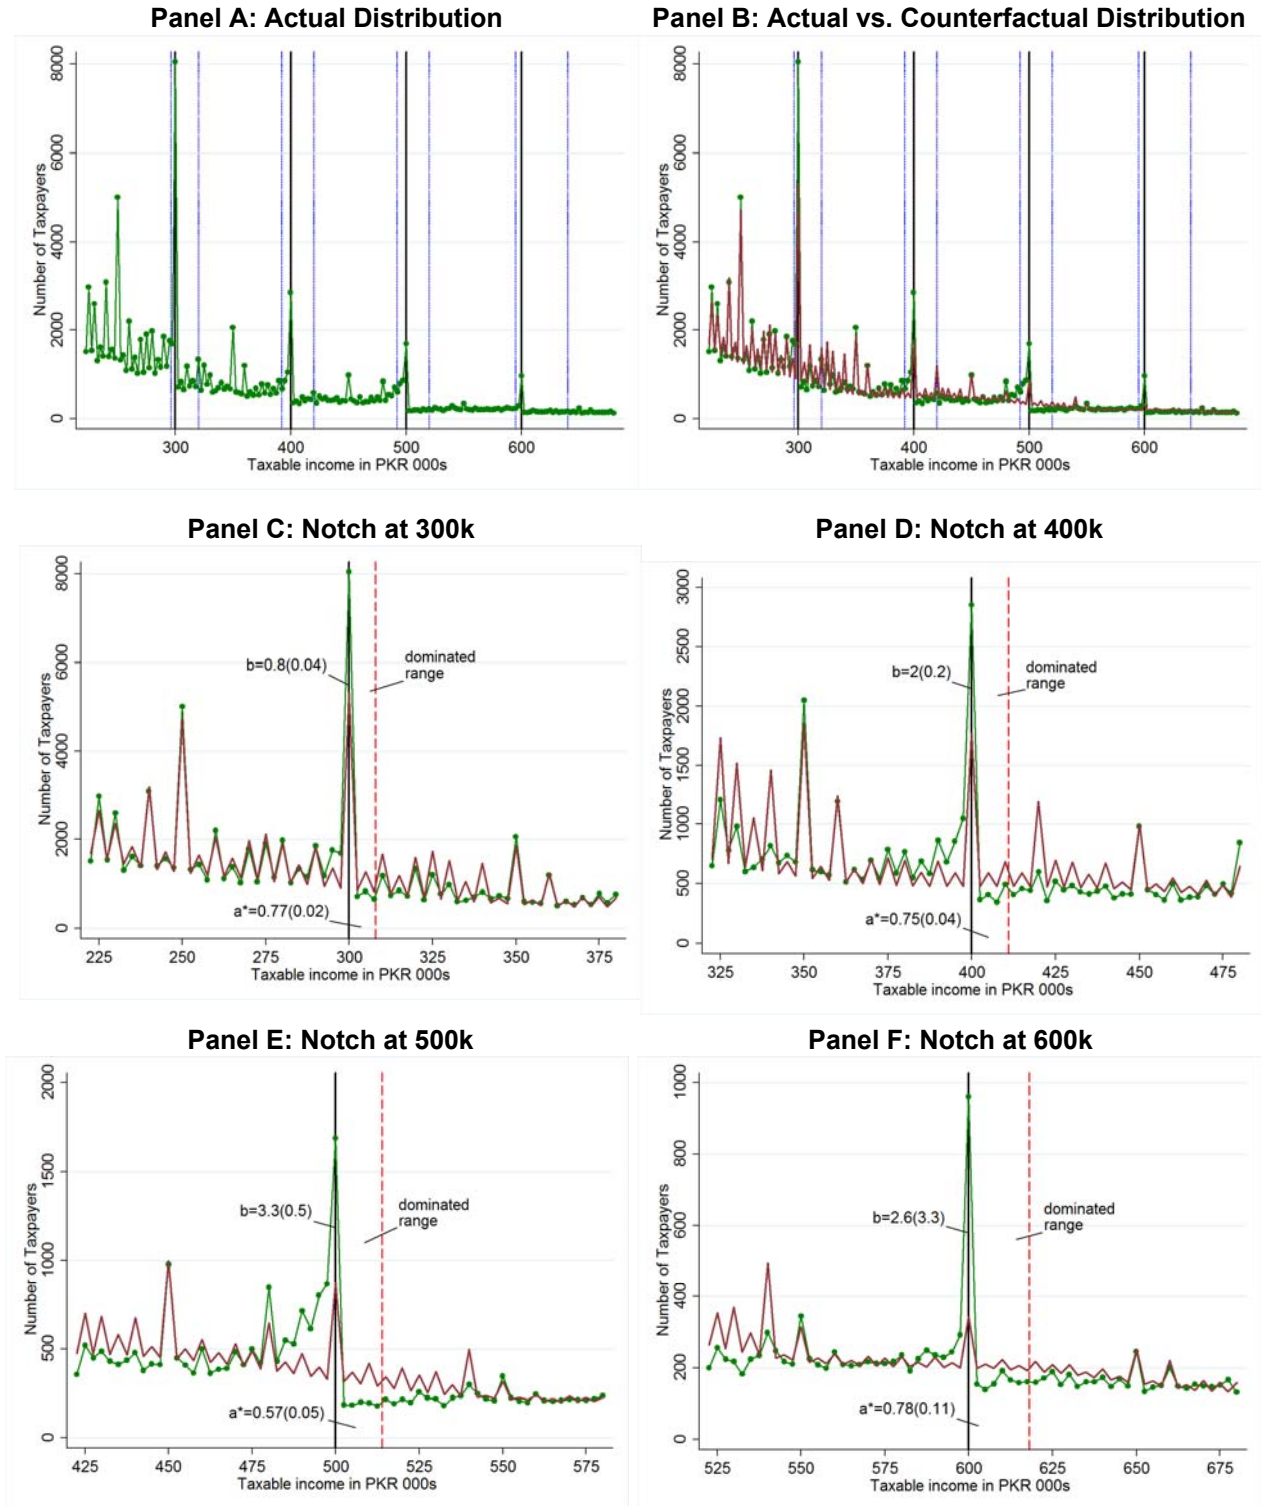 Panel A: Actual Distribution
Number of Taxpayers
8000
6000
4000
2000
0
300 400 500 600
Taxable income in PKR 000s
Panel B: Actual vs. Counterfactual Distribution
Number of Taxpayers
8000
6000
4000
2000
0
300 400 500 600
Taxable income in PKR 000s
Panel C: Notch at 300k
Number of Taxpayers
8000
6000
4000
2000
0
b=0.8(0.04)
dominated
range
a*=0.77(0.02)
225 250 275 300 325 350 375
Taxable income in PKR 000s
Panel D: Notch at 400k
Number of Taxpayers
3000
2500
2000
1500
1000
500
0
b=2(0.2)
dominated
range
a*=0.75(0.04)
325 350 375 400 425 450 475
Taxable income in PKR 000s
Panel E: Notch at 500k
Number of Taxpayers
2000
1500
1000
500
0
b=3.3(0.5)
dominated
range
a*=0.57(0.05)
425 450 475 500 525 550 575
Taxable income in PKR 000s
Panel F: Notch at 600k
Number of Taxpayers
1000
800
600
400
200
0
b=2.6(3.3)
dominated
range
a*=0.78(0.11)
525 550 575 600 625 650 675
Taxable income in PKR 000s